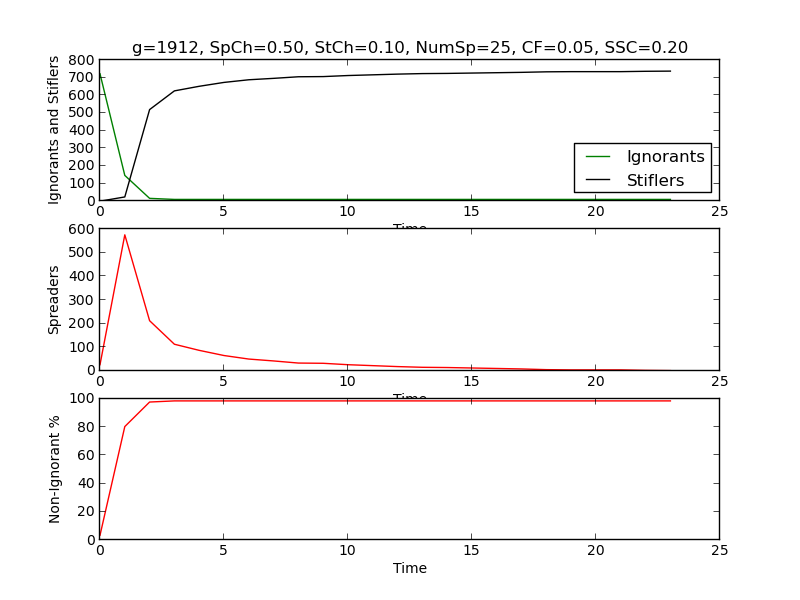 g=1912, SpCh=0.50, StCh=0.10, NumSp=25, CF=0.05, SSC=0.20
Ignorants and Stiflers
800
700
600
500
400
300
200
100
0
Ignorants
Stiflers
0 5 10 15 20 25
Time
Spreaders
600
500
400
300
200
100
0
0 5 10 15 20 25
Time
Non-Ignorant %
100
80
60
40
20
0
0 5 10 15 20 25
Time